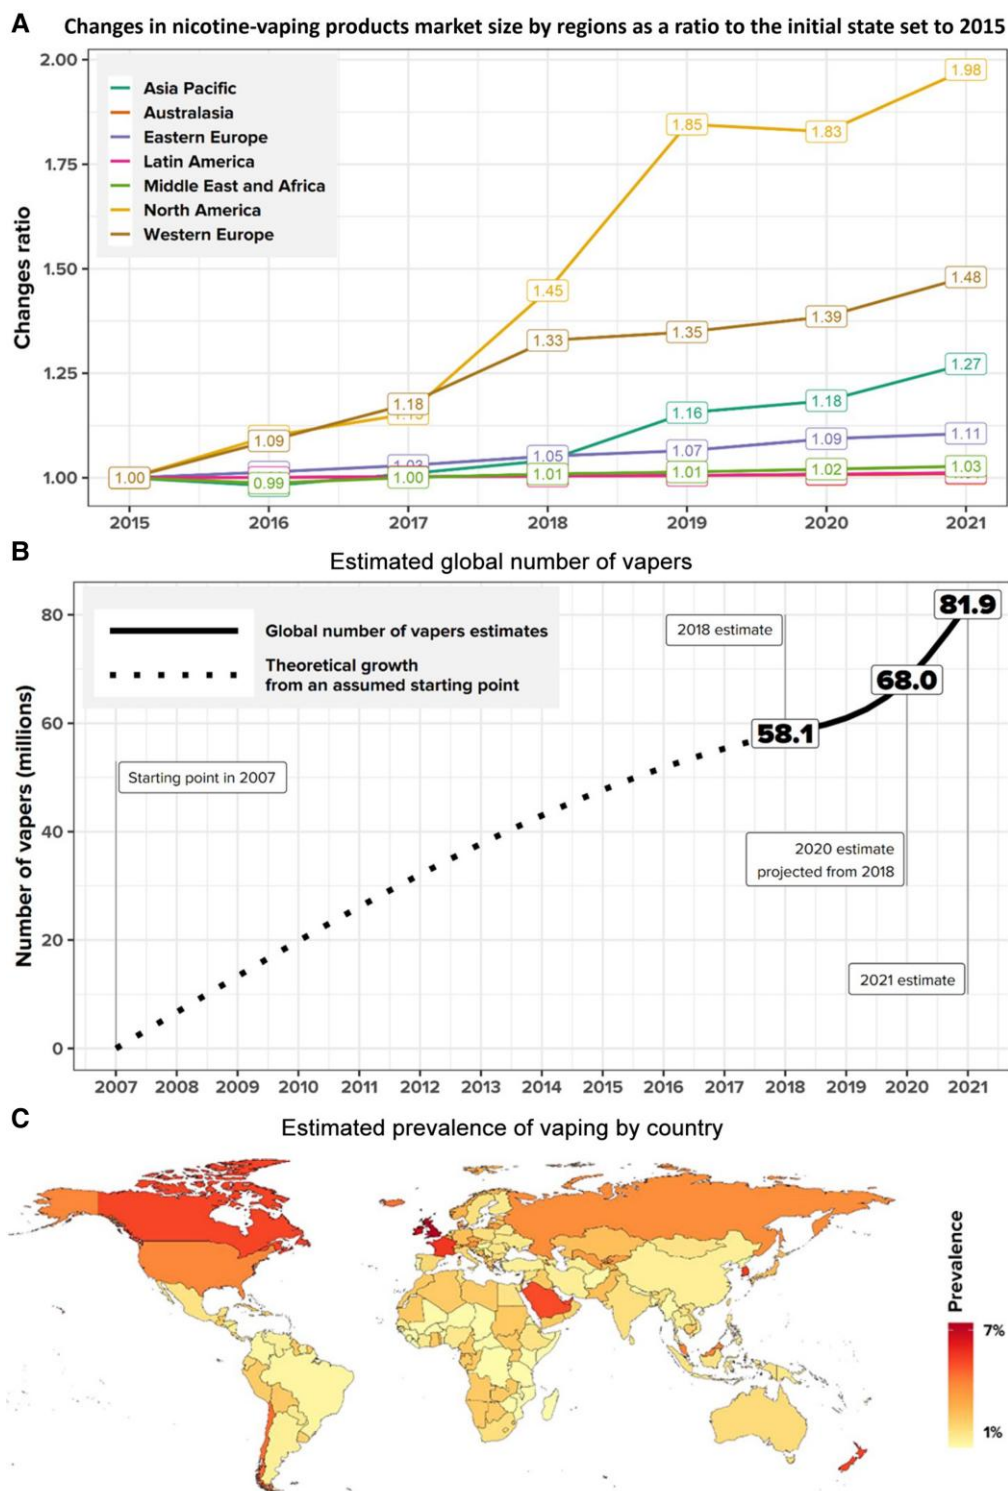 A Changes in nicotine-vaping products market size by regions as a ratio to the initial state set to 2015
Changes ratio
2.00
1.75
1.50
1.25
1.00
Asia Pacific
Australasia
Eastern Europe
Latin America
Middle East and Africa
North America
Western Europe
1.98
1.85
1.83
1.45
1.48
1.33
1.35
1.39
1.27
1.18
1.09
1.16
1.18
1.05
1.07
1.09
1.11
1.00
0.99
1.00
1.01
1.01
1.02
1.03
2015 2016 2017 2018 2019 2020 2021
B Estimated global number of vapers
Number of vapers (millions)
80
60
40
20
0
Global number of vapers estimates
Theoretical growth
from an assumed starting point
Starting point in 2007
2018 estimate
58.1
68.0
81.9
2020 estimate
projected from 2018
2021 estimate
2007 2008 2009 2010 2011 2012 2013 2014 2015 2016 2017 2018 2019 2020 2021
C Estimated prevalence of vaping by country
Prevalence
7%
1%